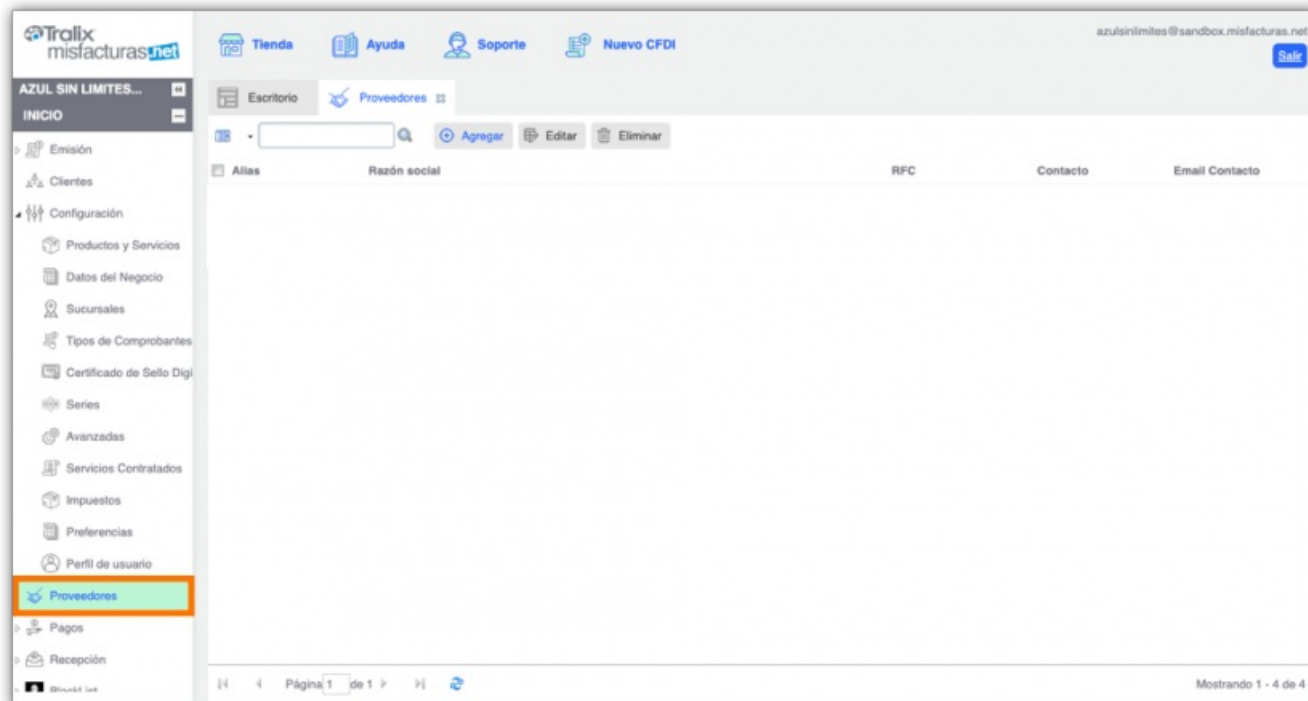 Tralix
misfacturas.net
Tienda
Ayuda
Soporte
Nuevo CFDI
azulsinlimites@sandbox.misfacturas.net
Salir
AZUL SIN LIMITES...
INICIO
Escritorio
Proveedores
Agregar
Editar
Eliminar
Alias Razón social RFC Contacto Email Contacto
Emisión
Clientes
Configuración
Productos y Servicios
Datos del Negocio
Sucursales
Tipos de Comprobantes
Certificado de Sello Digi
Series
Avanzadas
Servicios Contratados
Impuestos
Preferencias
Perfil de usuario
Proveedores
Pagos
Recepción
BlackList
Página 1 de 1
Mostrando 1 - 4 de 4